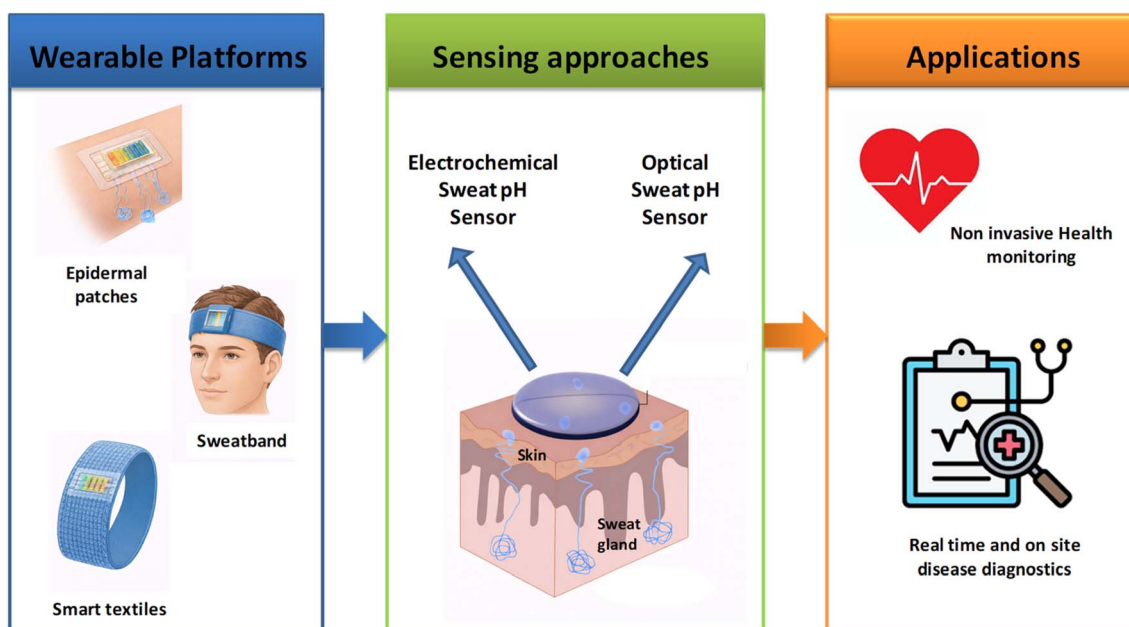 Wearable Platforms
Epidermal
patches
Sweatband
Smart textiles
Sensing approaches
Electrochemical
Sweat pH
Sensor
Optical
Sweat pH
Sensor
Skin
Sweat
gland
Applications
Non invasive Health
monitoring
Real time and on site
disease diagnostics